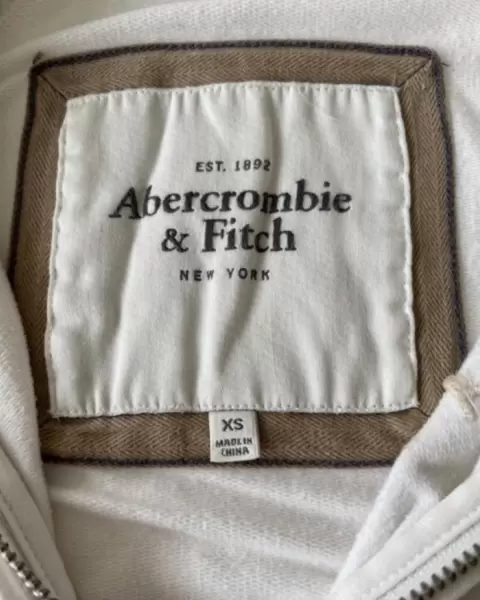 EST. 1892
Abercrombie
& Fitch
NEW YORK
XS
MADE IN
CHINA